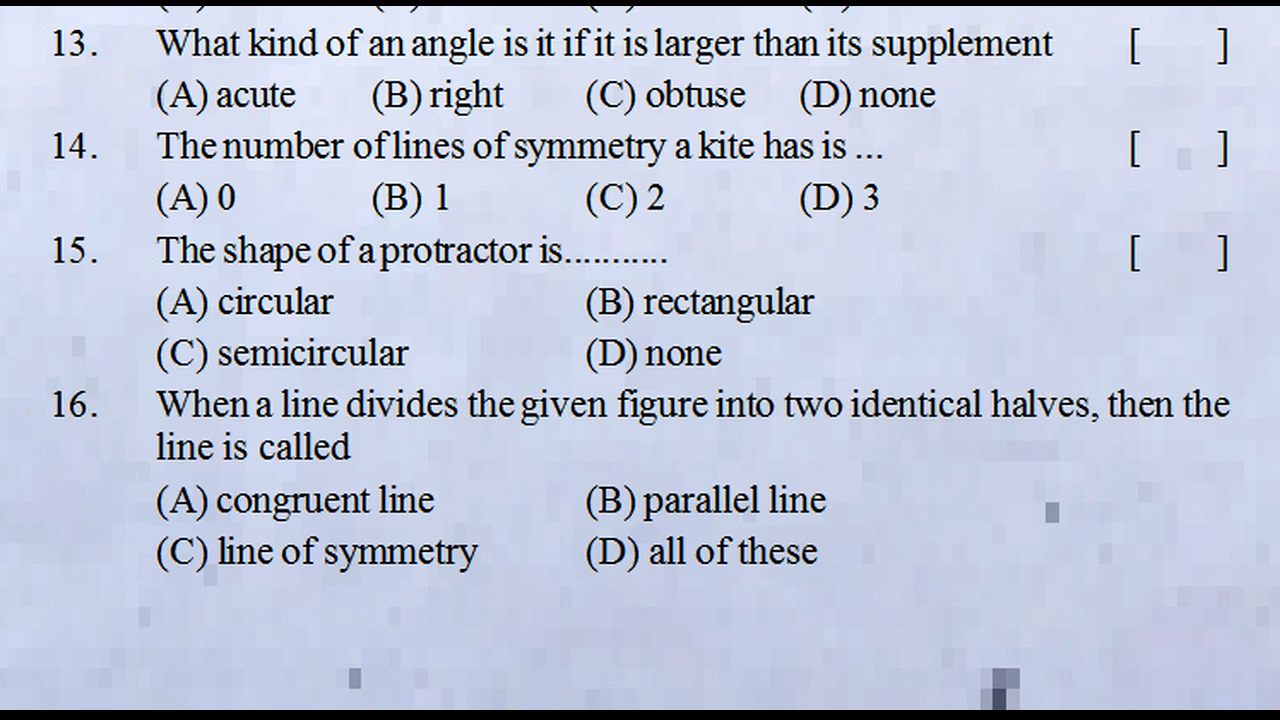 13. What kind of an angle is it if it is larger than its supplement [ ]
(A) acute (B) right (C) obtuse (D) none
14. The number of lines of symmetry a kite has is ... [ ]
(A) 0 (B) 1 (C) 2 (D) 3
15. The shape of a protractor is........... [ ]
(A) circular (B) rectangular
(C) semicircular (D) none
16. When a line divides the given figure into two identical halves, then the
line is called
(A) congruent line (B) parallel line
(C) line of symmetry (D) all of these